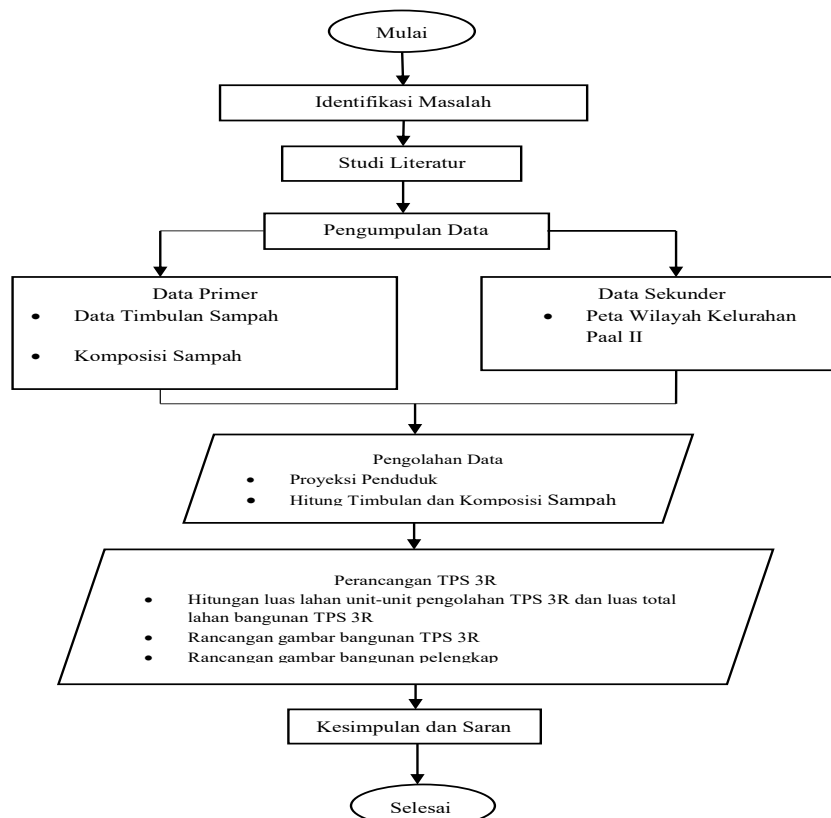 Mulai
Identifikasi Masalah
Studi Literatur
Pengumpulan Data
Data Primer
• Data Timbulan Sampah
• Komposisi Sampah
Data Sekunder
• Peta Wilayah Kelurahan
Paal II
Pengolahan Data
• Proyeksi Penduduk
• Hitung Timbulan dan Komposisi Sampah
Perancangan TPS 3R
• Hitungan luas lahan unit-unit pengolahan TPS 3R dan luas total
lahan bangunan TPS 3R
• Rancangan gambar bangunan TPS 3R
• Rancangan gambar bangunan pelengkap
Kesimpulan dan Saran
Selesai